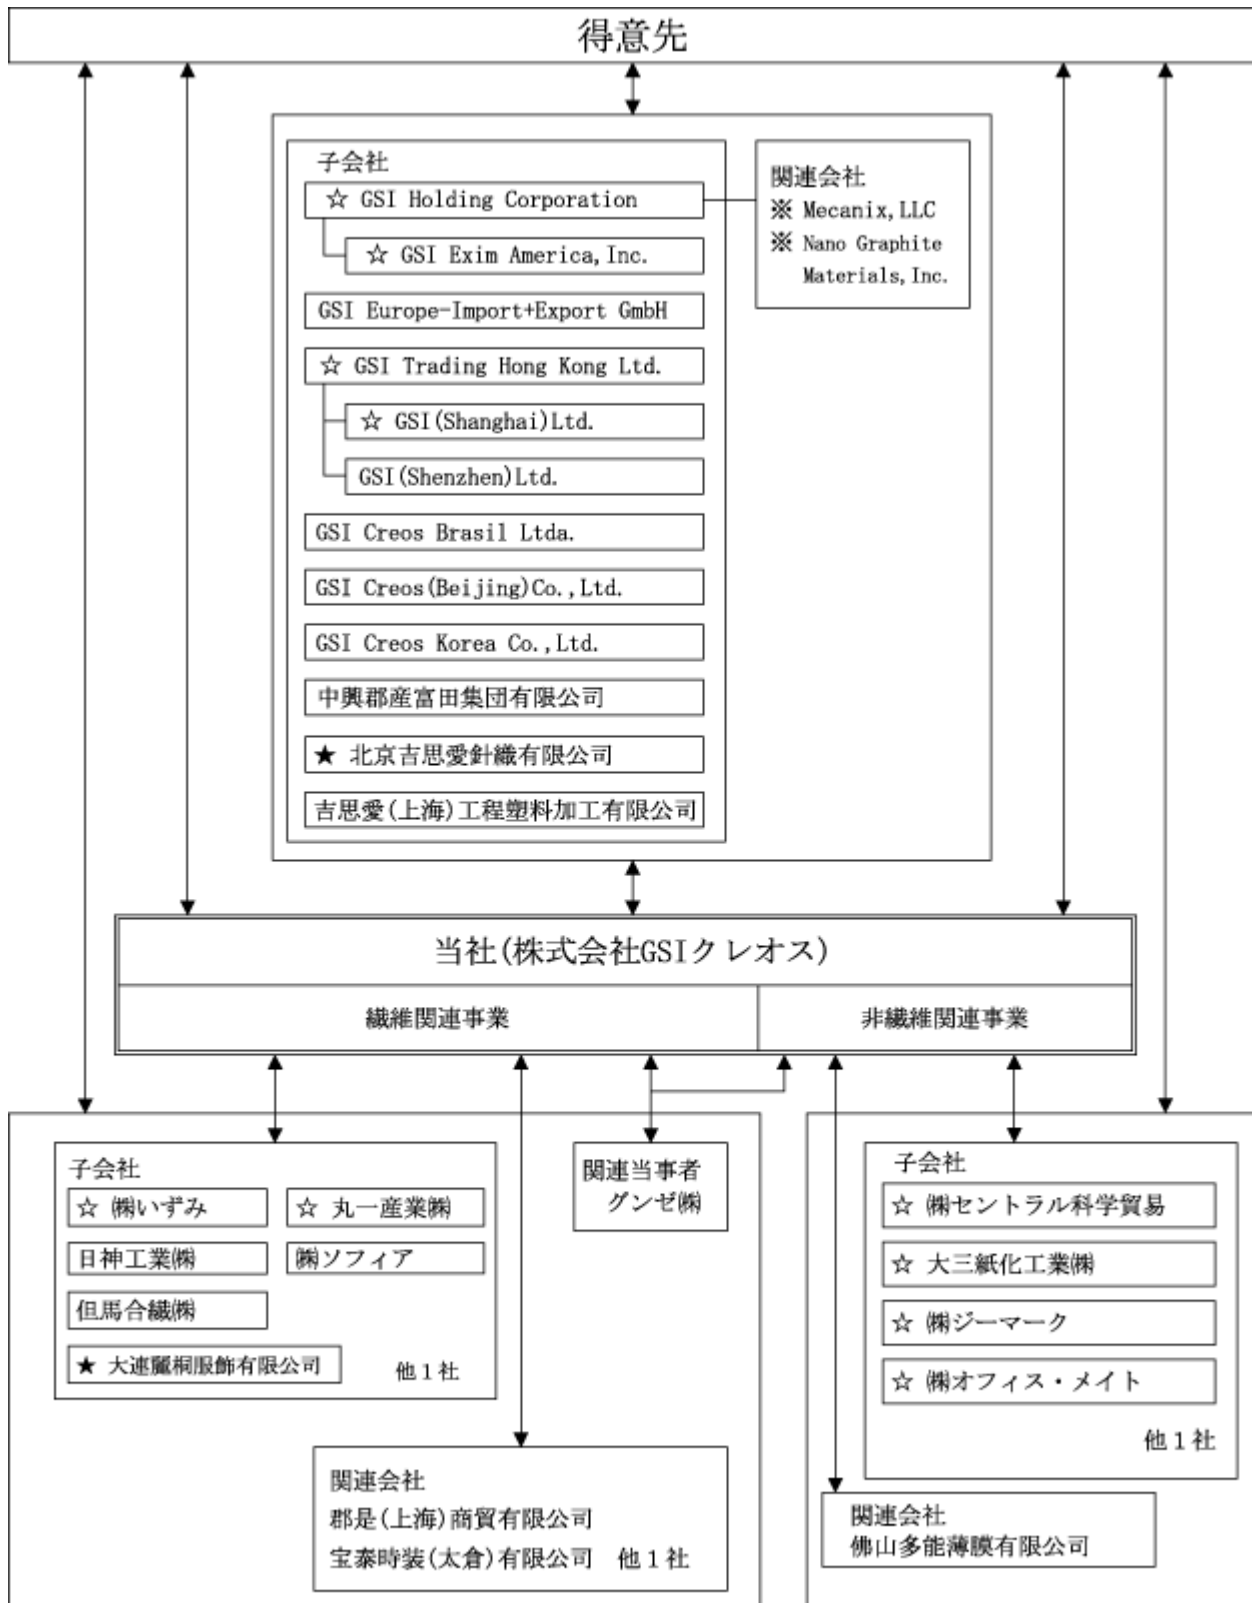 得意先
子会社
☆ GSI Holding Corporation
☆ GSI Exim America,Inc.
GSI Europe-Import+Export GmbH
☆ GSI Trading Hong Kong Ltd.
☆ GSI(Shanghai)Ltd.
GSI(Shenzhen)Ltd.
GSI Creos Brasil Ltda.
GSI Creos(Beijing)Co.,Ltd.
GSI Creos Korea Co.,Ltd.
中興郡産富田集団有限公司
★ 北京吉思愛針織有限公司
吉思愛(上海)工程塑料加工有限公司
関連会社
※ Mecanix,LLC
※ Nano Graphite
Materials,Inc.
当社(株式会社GSIクレオス)
繊維関連事業
非繊維関連事業
子会社
☆ ㈱いずみ
☆ 丸一産業㈱
日神工業㈱
㈱ソフィア
但馬合繊㈱
★ 大連麗桐服飾有限公司
他1社
関連当事者
グンゼ㈱
関連会社
郡是(上海)商貿有限公司
宝泰時装(太倉)有限公司 他1社
子会社
☆ ㈱セントラル科学貿易
☆ 大三紙化工業㈱
☆ ㈱ジーマーク
☆ ㈱オフィス・メイト
他1社
関連会社
佛山多能薄膜有限公司